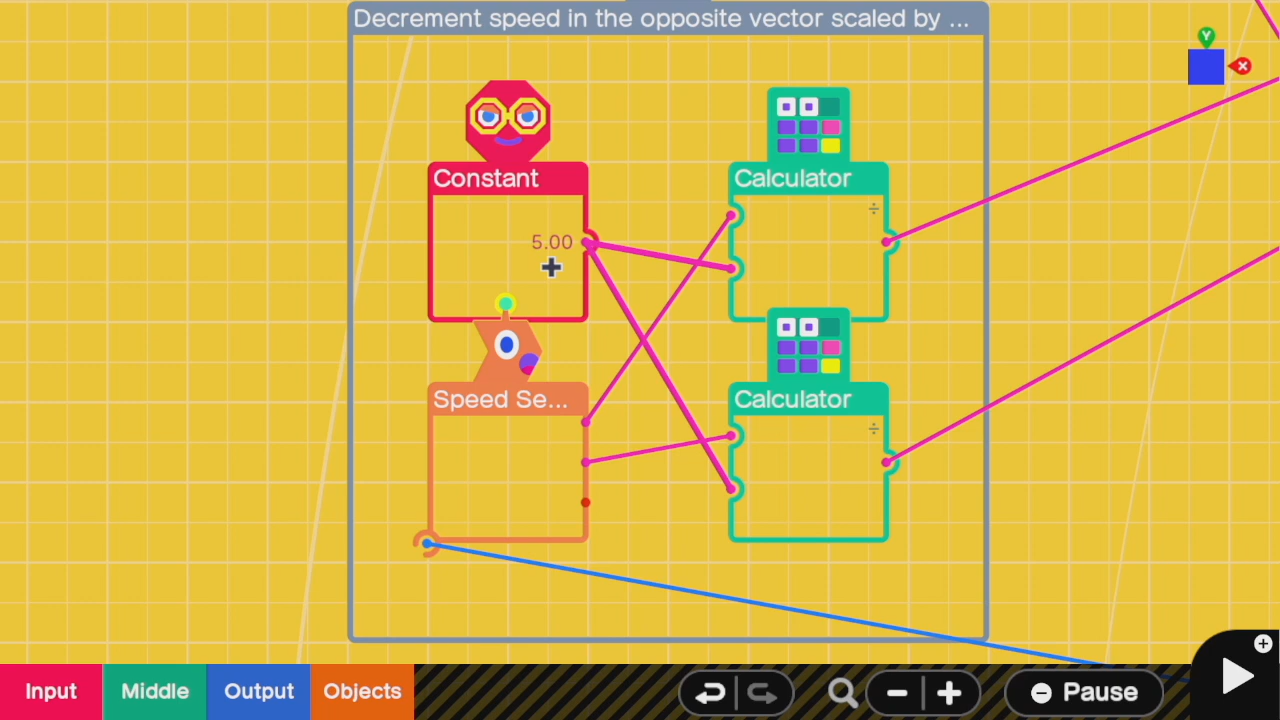 Decrement speed in the opposite vector scaled by ...
Y
Constant
5.00
Calculator
÷
Speed Se...
Calculator
÷
Input
Middle
Output
Objects
Pause